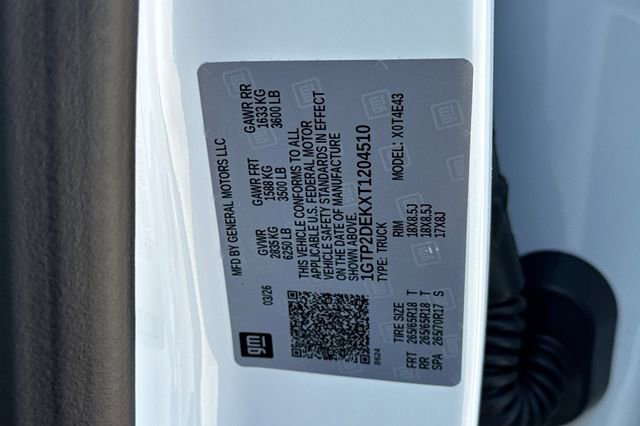 MFD BY GENERAL MOTORS LLC
03/26
GVWR GAWR FRT GAWR RR
2835 KG 1588 KG 1633 KG
6250 LB 3500 LB 3600 LB
THIS VEHICLE CONFORMS TO ALL
APPLICABLE U.S. FEDERAL MOTOR
VEHICLE SAFETY STANDARDS IN EFFECT
ON THE DATE OF MANUFACTURE
SHOWN ABOVE.
1GTP2DEKXT1204510
TYPE: TRUCK MODEL: X0T4E43
gm
8624
TIRE SIZE RIM
FRT 265/65R18 T 18X8.5J
RR 265/65R18 T 18X8.5J
SPA 265/70R17 S 17X8J